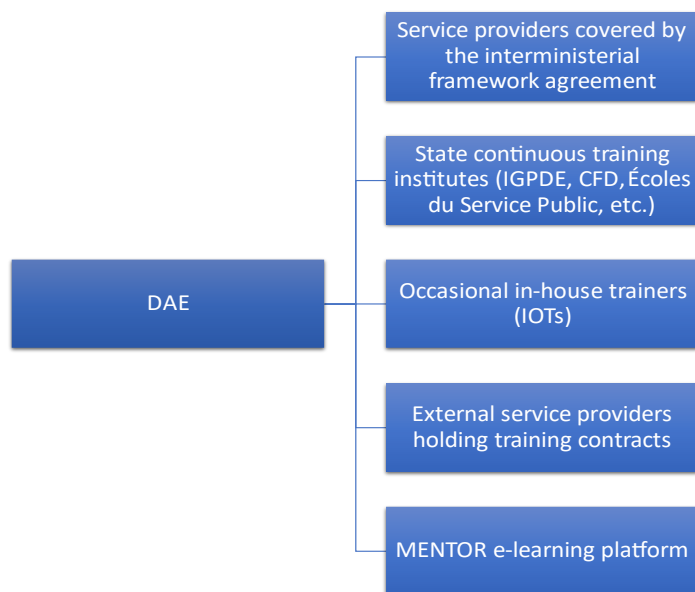 Service providers covered by
the interministerial
framework agreement
State continuous training
institutes (IGPDE, CFD, Écoles
du Service Public, etc.)
DAE
Occasional in-house trainers
(IOTs)
External service providers
holding training contracts
MENTOR e-learning platform